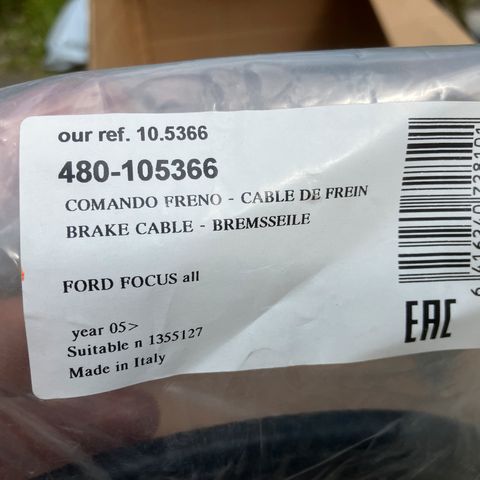 our ref. 10.5366
480-105366
COMANDO FRENO - CABLE DE FREIN
BRAKE CABLE - BREMSSEILE
FORD FOCUS all
year 05>
Suitable n 1355127
Made in Italy
EAC